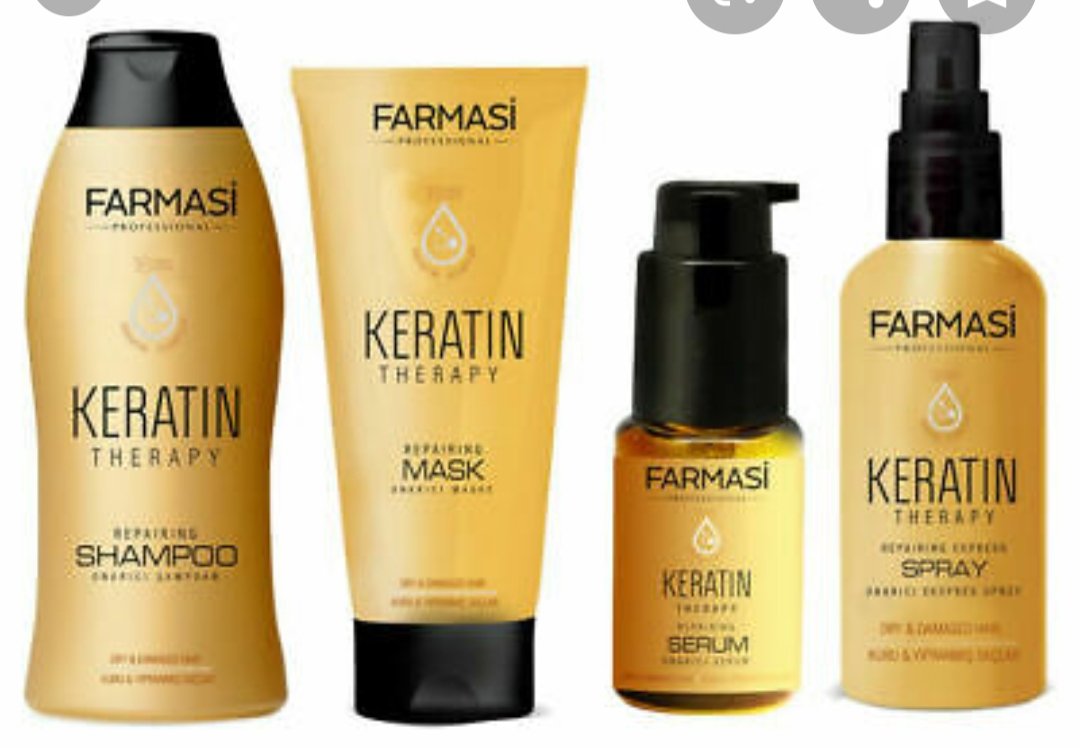 FARMASİ
PROFESSIONAL
KERATIN
THERAPY
REPAIRING
SHAMPOO
ONARICI ŞAMPUAN
DRY & DAMAGED HAIR
KURU & YIPRANMIŞ SAÇLAR
FARMASİ
PROFESSIONAL
KERATIN
THERAPY
REPAIRING
MASK
ONARICI MASKE
DRY & DAMAGED HAIR
KURU & YIPRANMIŞ SAÇLAR
FARMASİ
PROFESSIONAL
KERATIN
THERAPY
REPAIRING
SERUM
ONARICI SERUM
FARMASİ
PROFESSIONAL
KERATIN
THERAPY
REPAIRING EXPRESS
SPRAY
ONARICI EKSPRES SPREY
DRY & DAMAGED HAIR
KURU & YIPRANMIŞ SAÇLAR